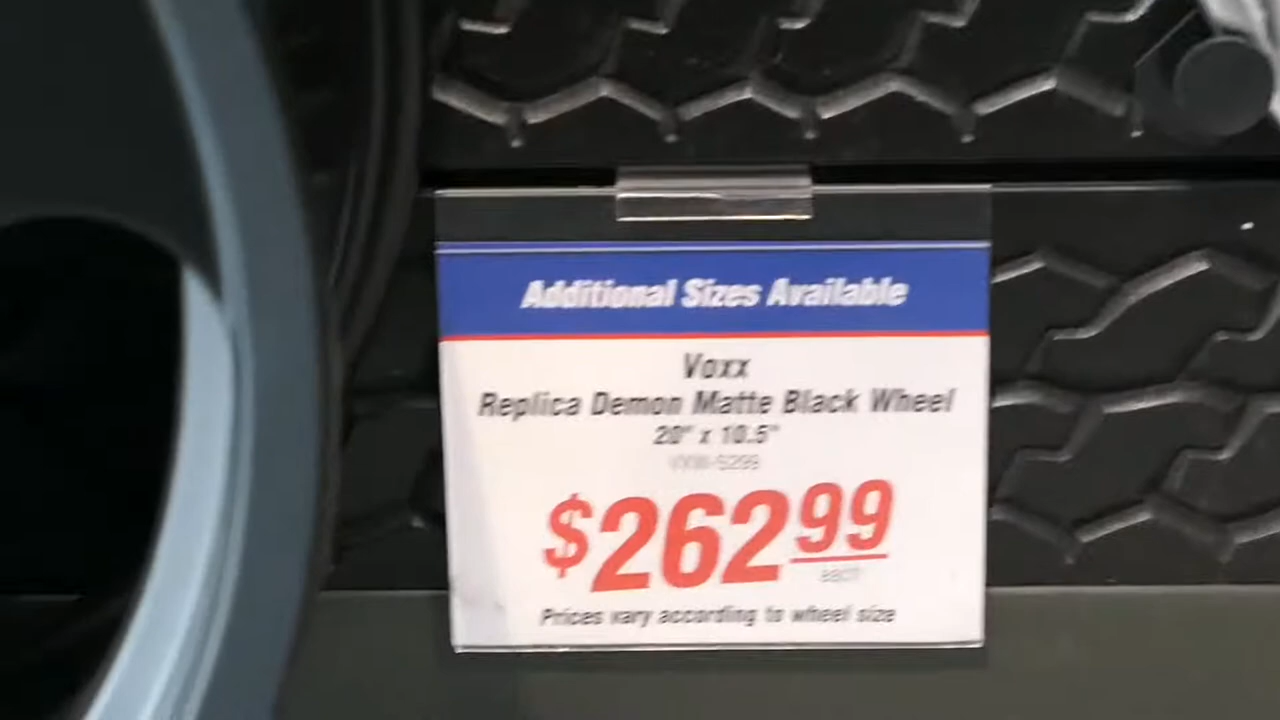 Additional Sizes Available
Voxx
Replica Demon Matte Black Wheel
20" x 10.5"
$262.99
each
Prices vary according to wheel size